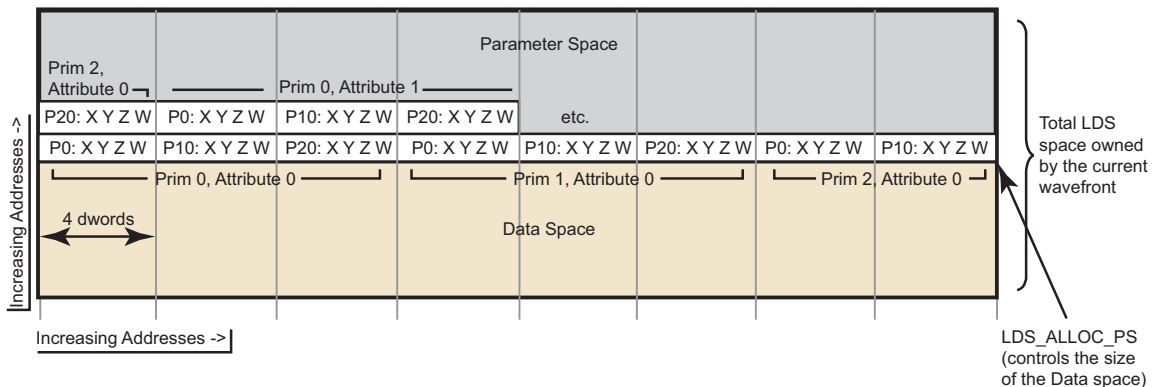 Parameter Space
Prim 2,
Attribute 0
Prim 0, Attribute 1
P20: X Y Z W P0: X Y Z W P10: X Y Z W P20: X Y Z W etc.
P0: X Y Z W P10: X Y Z W P20: X Y Z W P0: X Y Z W P10: X Y Z W P20: X Y Z W P0: X Y Z W P10: X Y Z W
Prim 0, Attribute 0 Prim 1, Attribute 0 Prim 2, Attribute 0
4 dwords
Data Space
Increasing Addresses ->
Increasing Addresses ->
Total LDS
space owned
by the current
wavefront
LDS_ALLOC_PS
(controls the size
of the Data space)